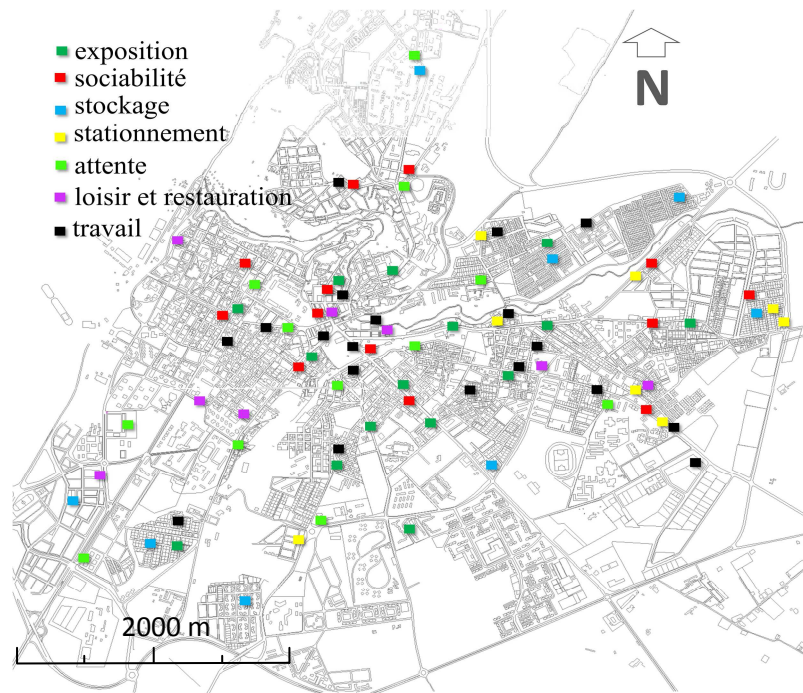 exposition
sociabilité
stockage
stationnement
attente
loisir et restauration
travail
N
2000 m